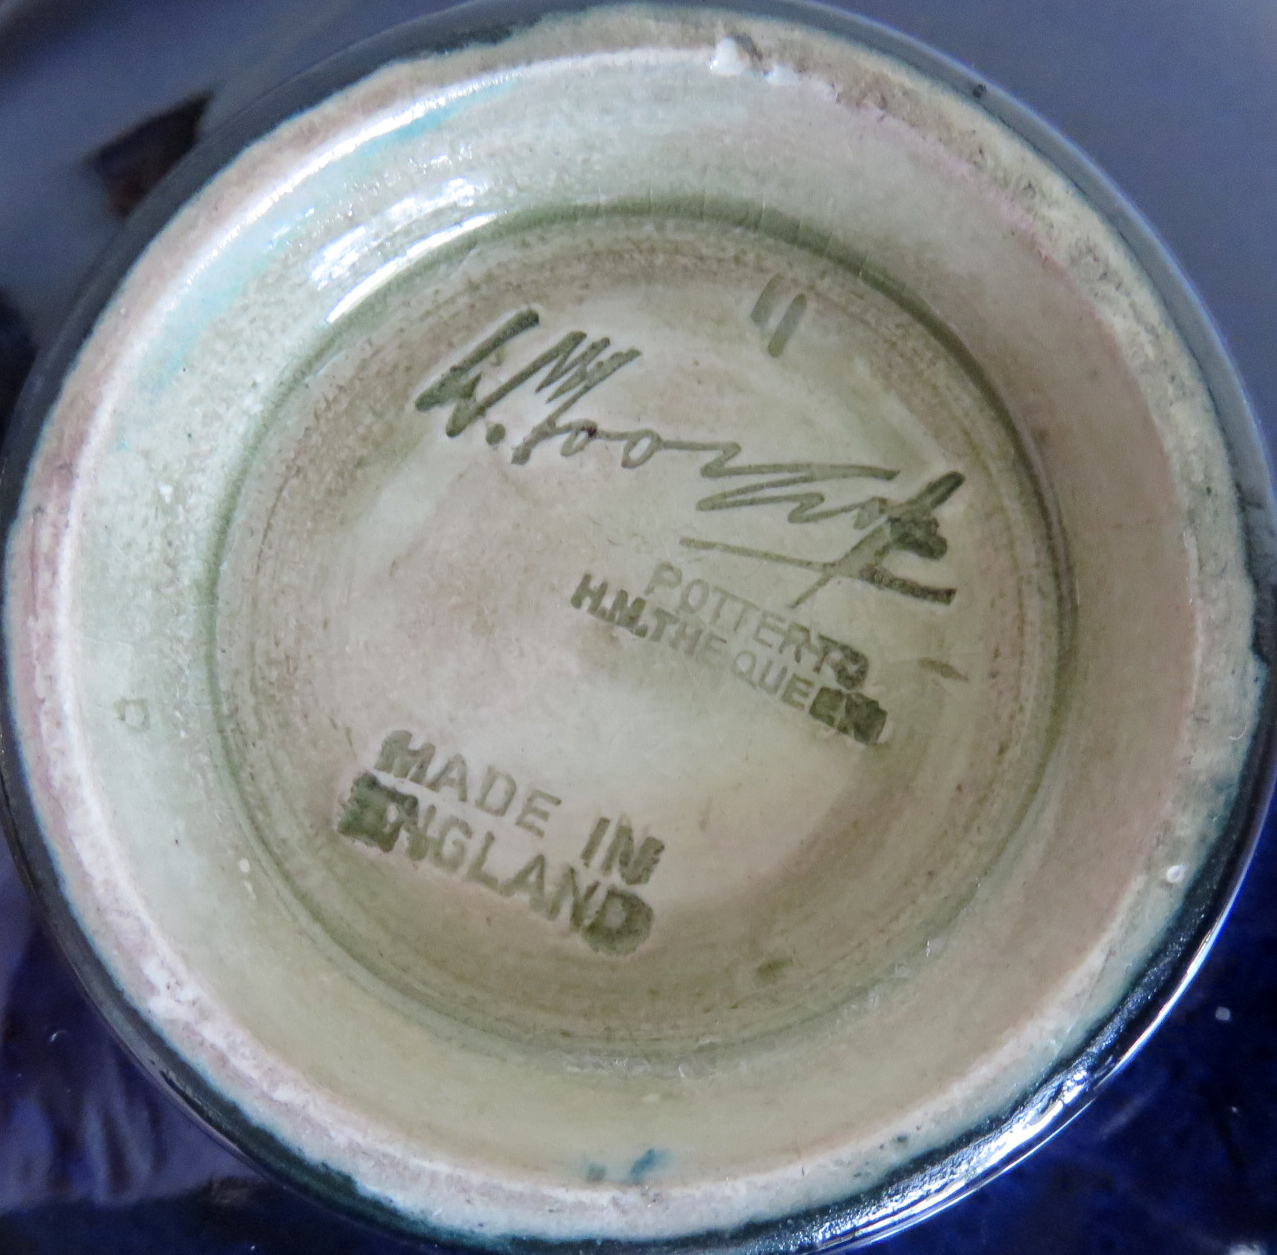 W. Moorcroft
POTTER TO
H.M. THE QUEEN
MADE IN
ENGLAND